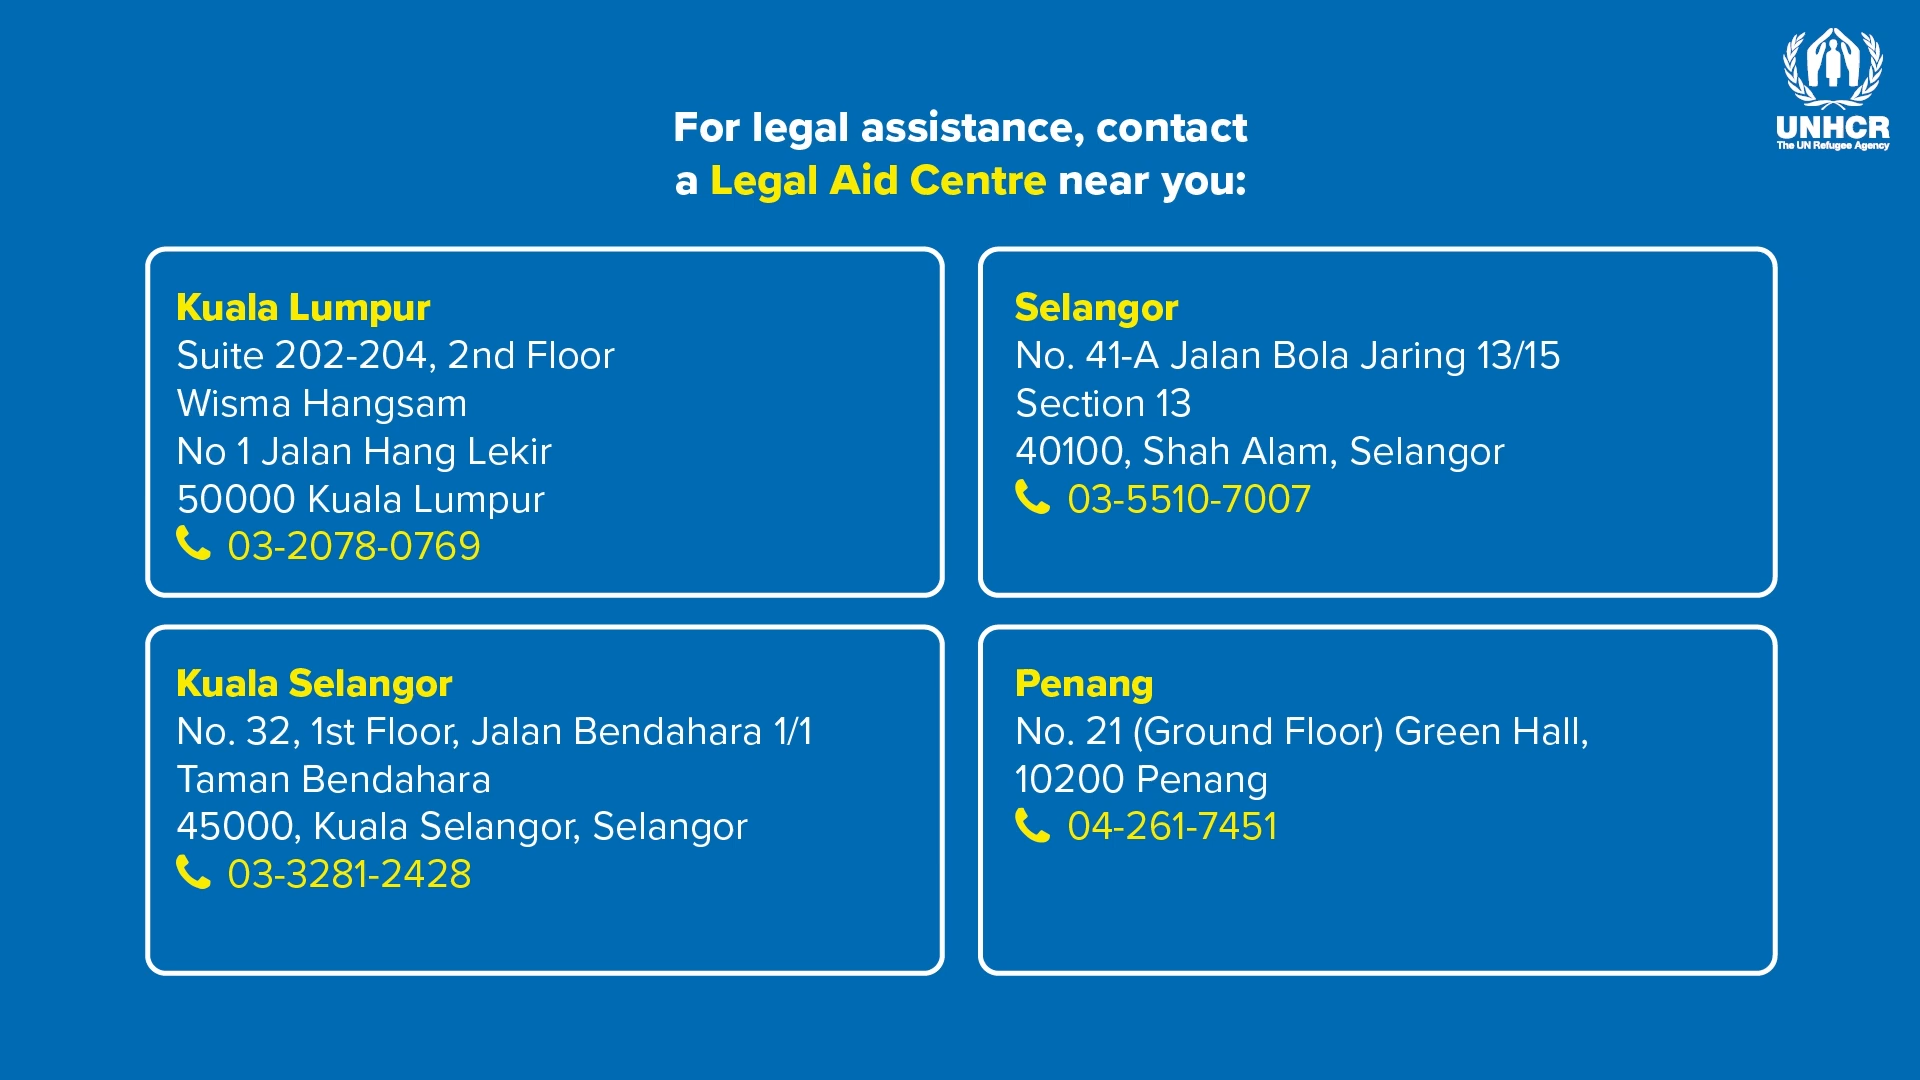 UNHCR
The UN Refugee Agency
For legal assistance, contact
a Legal Aid Centre near you:
Kuala Lumpur
Suite 202-204, 2nd Floor
Wisma Hangsam
No 1 Jalan Hang Lekir
50000 Kuala Lumpur
03-2078-0769
Selangor
No. 41-A Jalan Bola Jaring 13/15
Section 13
40100, Shah Alam, Selangor
03-5510-7007
Kuala Selangor
No. 32, 1st Floor, Jalan Bendahara 1/1
Taman Bendahara
45000, Kuala Selangor, Selangor
03-3281-2428
Penang
No. 21 (Ground Floor) Green Hall,
10200 Penang
04-261-7451